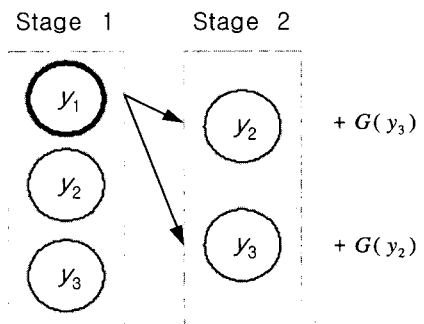 Stage 1 Stage 2
y₁
y₂ + G(y₃)
y₂
y₃ + G(y₂)
y₃